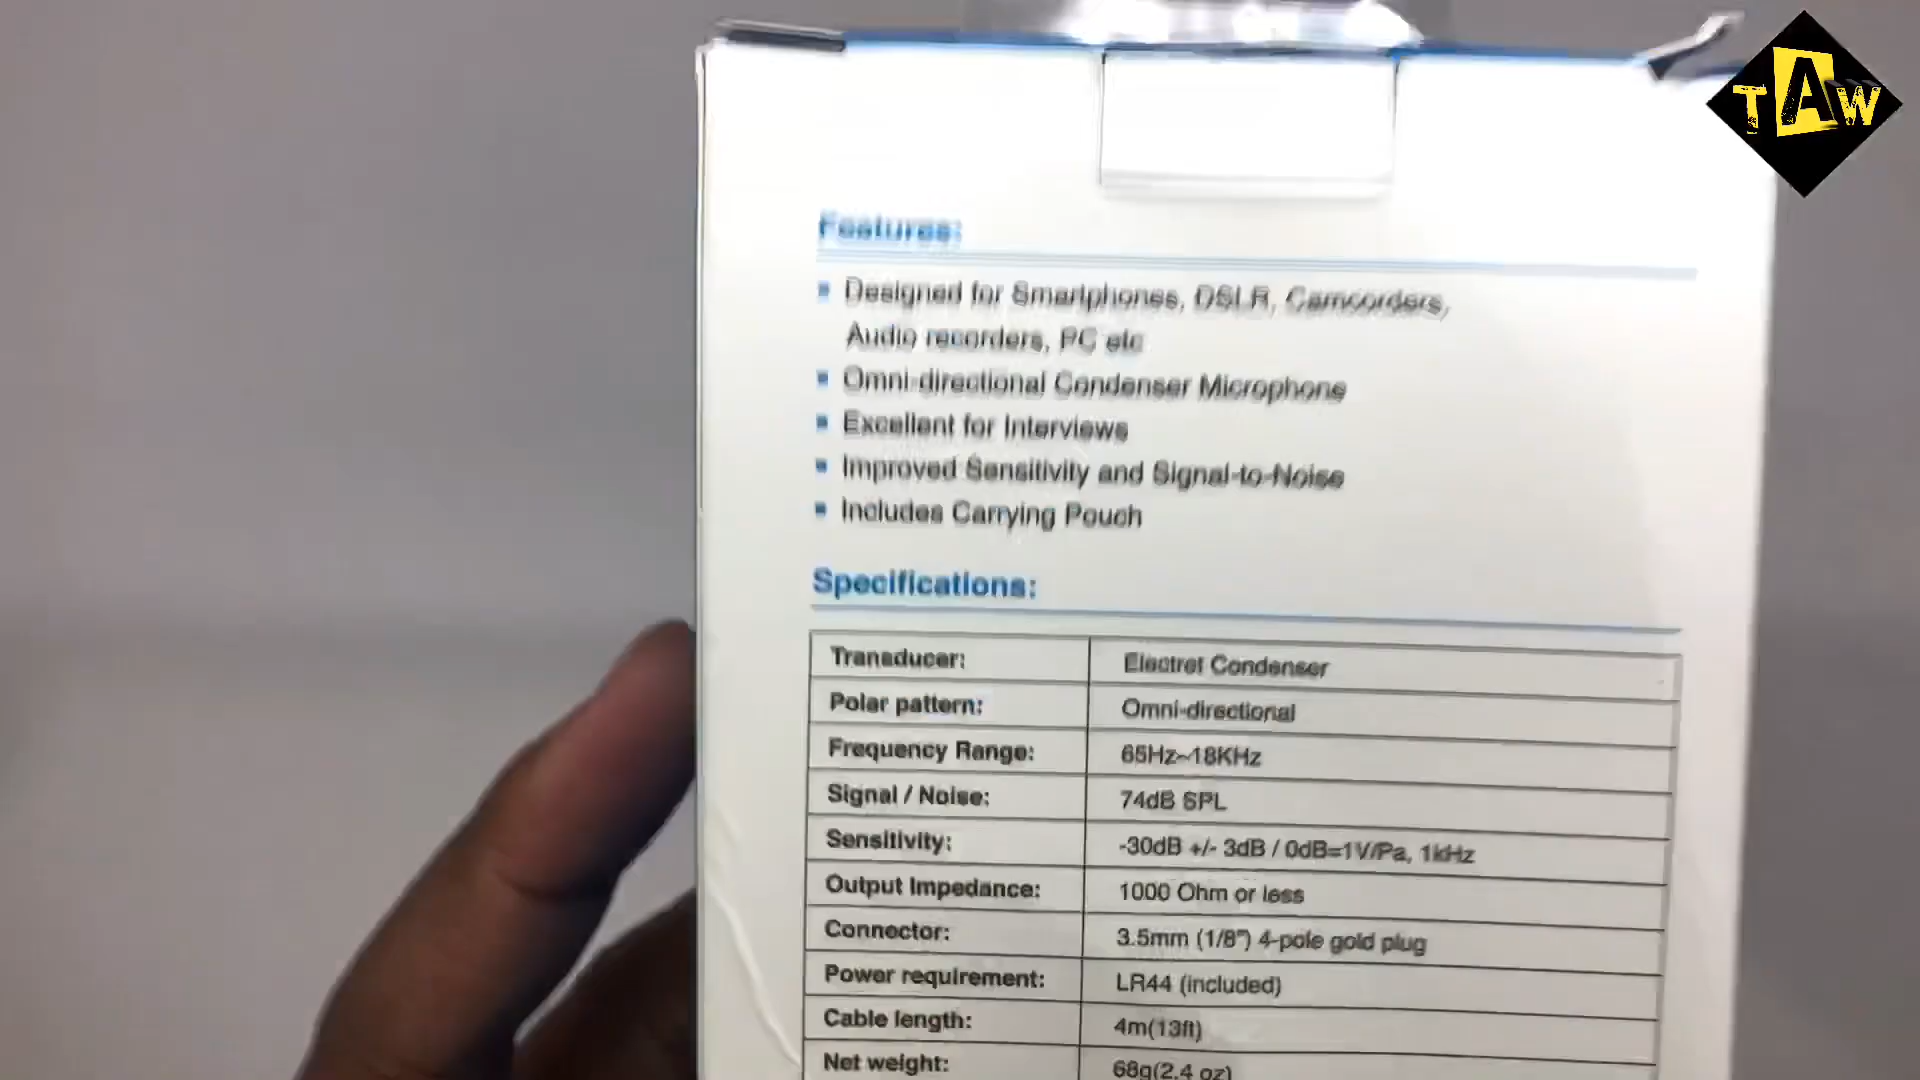 TAW
Features:
Designed for Smartphones, DSLR, Camcorders,
Audio recorders, PC etc
Omni-directional Condenser Microphone
Excellent for Interviews
Improved Sensitivity and Signal-to-Noise
Includes Carrying Pouch
Specifications:
Transducer: Electret Condenser
Polar pattern: Omni-directional
Frequency Range: 65Hz~18KHz
Signal / Noise: 74dB SPL
Sensitivity: -30dB +/- 3dB / 0dB=1V/Pa, 1kHz
Output Impedance: 1000 Ohm or less
Connector: 3.5mm (1/8") 4-pole gold plug
Power requirement: LR44 (included)
Cable length: 4m(13ft)
Net weight: 68g(2.4 oz)